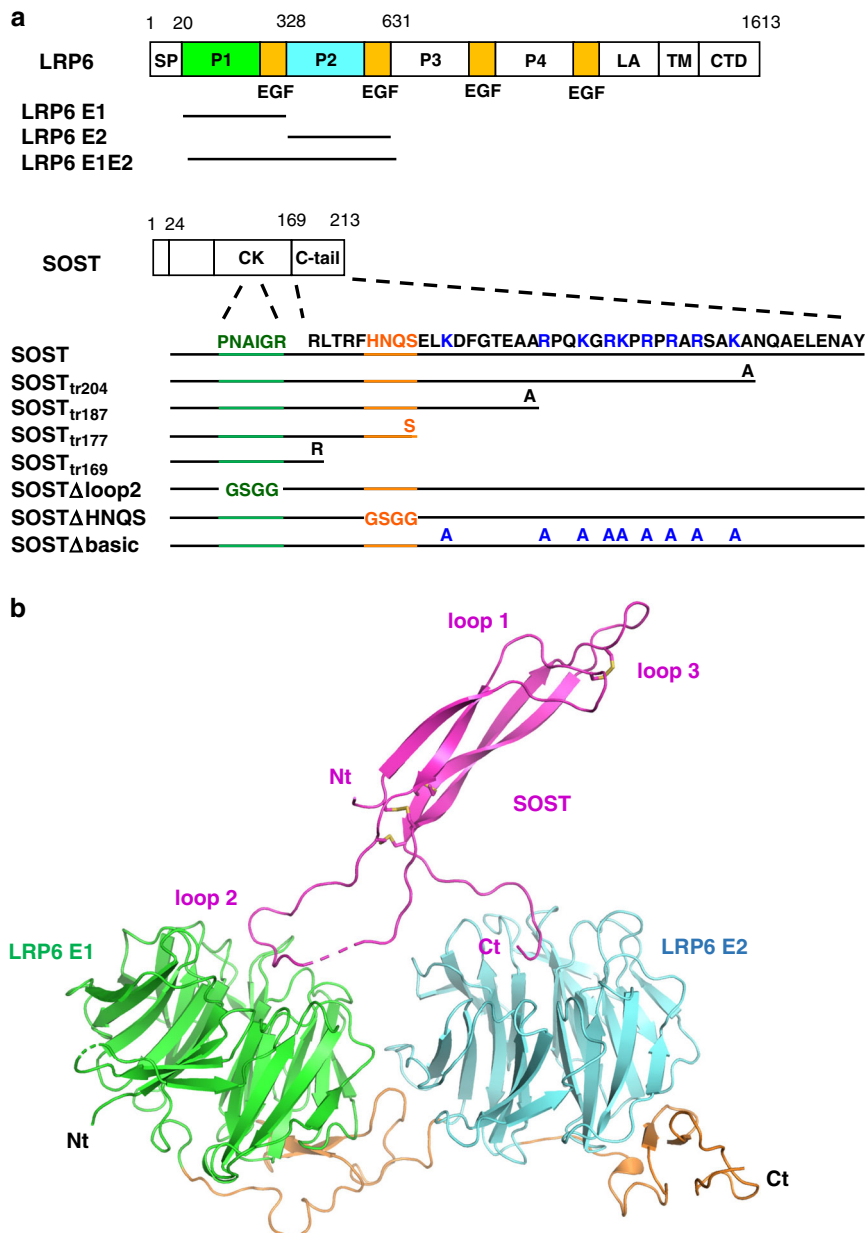 a
1 20 328 631 1613
LRP6 SP P1 P2 P3 P4 LA TM CTD
EGF EGF EGF EGF
LRP6 E1
LRP6 E2
LRP6 E1E2
1 24 169 213
SOST CK C-tail
PNAIGR RLTRFHNQSELKDFGTEAARPQKGRKPRPRARSAKANQAELENAY
SOST
SOSTtr204 A
SOSTtr187 A
SOSTtr177 S
SOSTtr169 R
SOSTΔloop2 GSGG
SOSTΔHNQS GSGG
SOSTΔbasic A A A A A A A A A
b
loop 1
loop 3
Nt
SOST
loop 2
LRP6 E1 Ct LRP6 E2
Nt
Ct